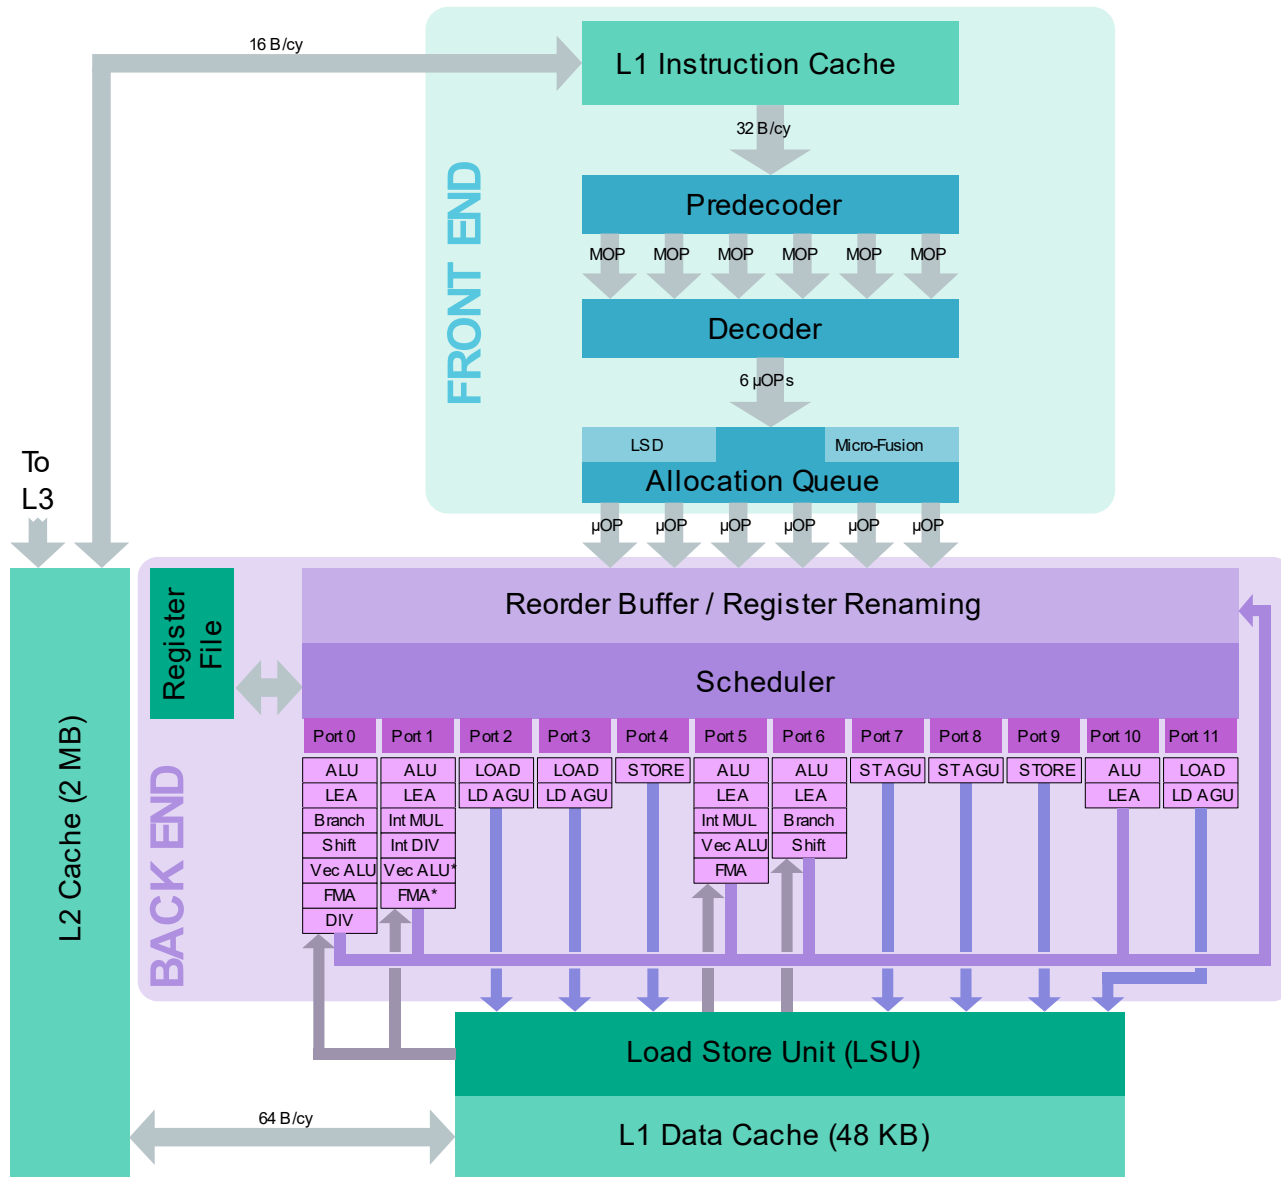 16 B/cy
L1 Instruction Cache
32 B/cy
FRONT END
Predecoder
MOP MOP MOP MOP MOP MOP
Decoder
6 µOPs
LSD
Micro-Fusion
Allocation Queue
µOP µOP µOP µOP µOP µOP
To
L3
L2 Cache (2 MB)
BACK END
Register
File
Reorder Buffer / Register Renaming
Scheduler
Port 0 Port 1 Port 2 Port 3 Port 4 Port 5 Port 6 Port 7 Port 8 Port 9 Port 10 Port 11
ALU ALU LOAD LOAD STORE ALU ALU ST AGU ST AGU STORE ALU LOAD
LEA LEA LD AGU LD AGU LEA LEA LEA LD AGU
Branch Int MUL Int MUL Branch
Shift Int DIV Vec ALU Shift
Vec ALU Vec ALU* FMA
FMA FMA*
DIV
Load Store Unit (LSU)
64 B/cy
L1 Data Cache (48 KB)